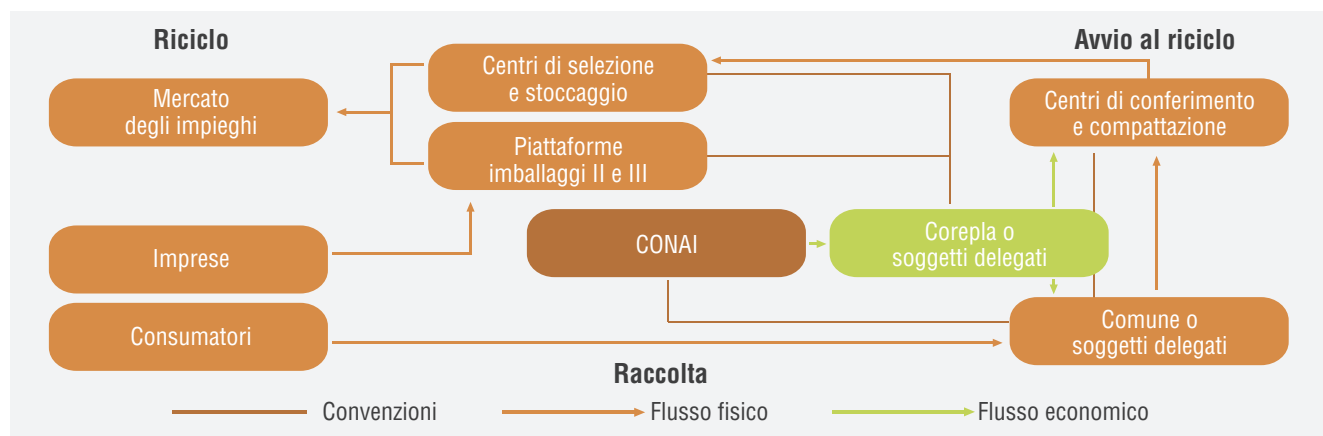 Riciclo
Avvio al riciclo
Centri di selezione
e stoccaggio
Mercato
degli impieghi
Centri di conferimento
e compattazione
Piattaforme
imballaggi II e III
Imprese
CONAI
Corepla o
soggetti delegati
Consumatori
Comune o
soggetti delegati
Raccolta
Convenzioni
Flusso fisico
Flusso economico